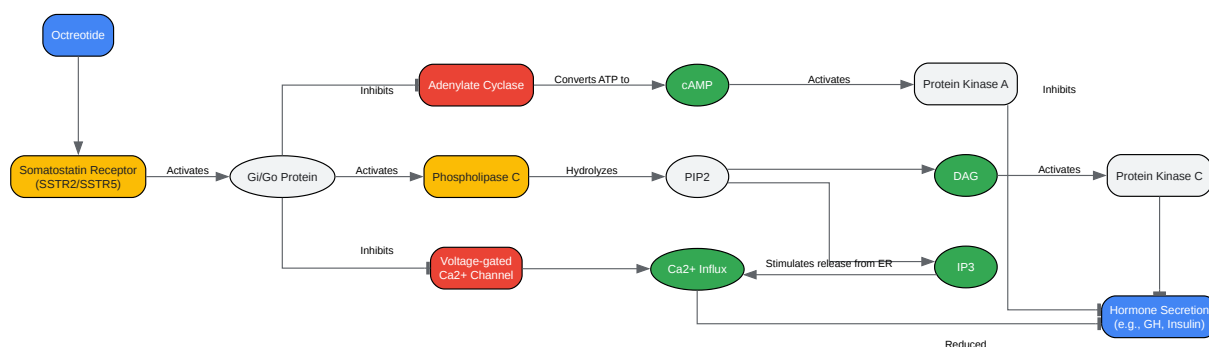 Octreotide
Adenylate Cyclase
Converts ATP to
cAMP
Activates
Protein Kinase A
Inhibits
Inhibits
Somatostatin Receptor
(SSTR2/SSTR5)
Activates
Gi/Go Protein
Activates
Phospholipase C
Hydrolyzes
PIP2
DAG
Activates
Protein Kinase C
Inhibits
Voltage-gated
Ca2+ Channel
Ca2+ Influx
Stimulates release from ER
IP3
Hormone Secretion
(e.g., GH, Insulin)
Reduced